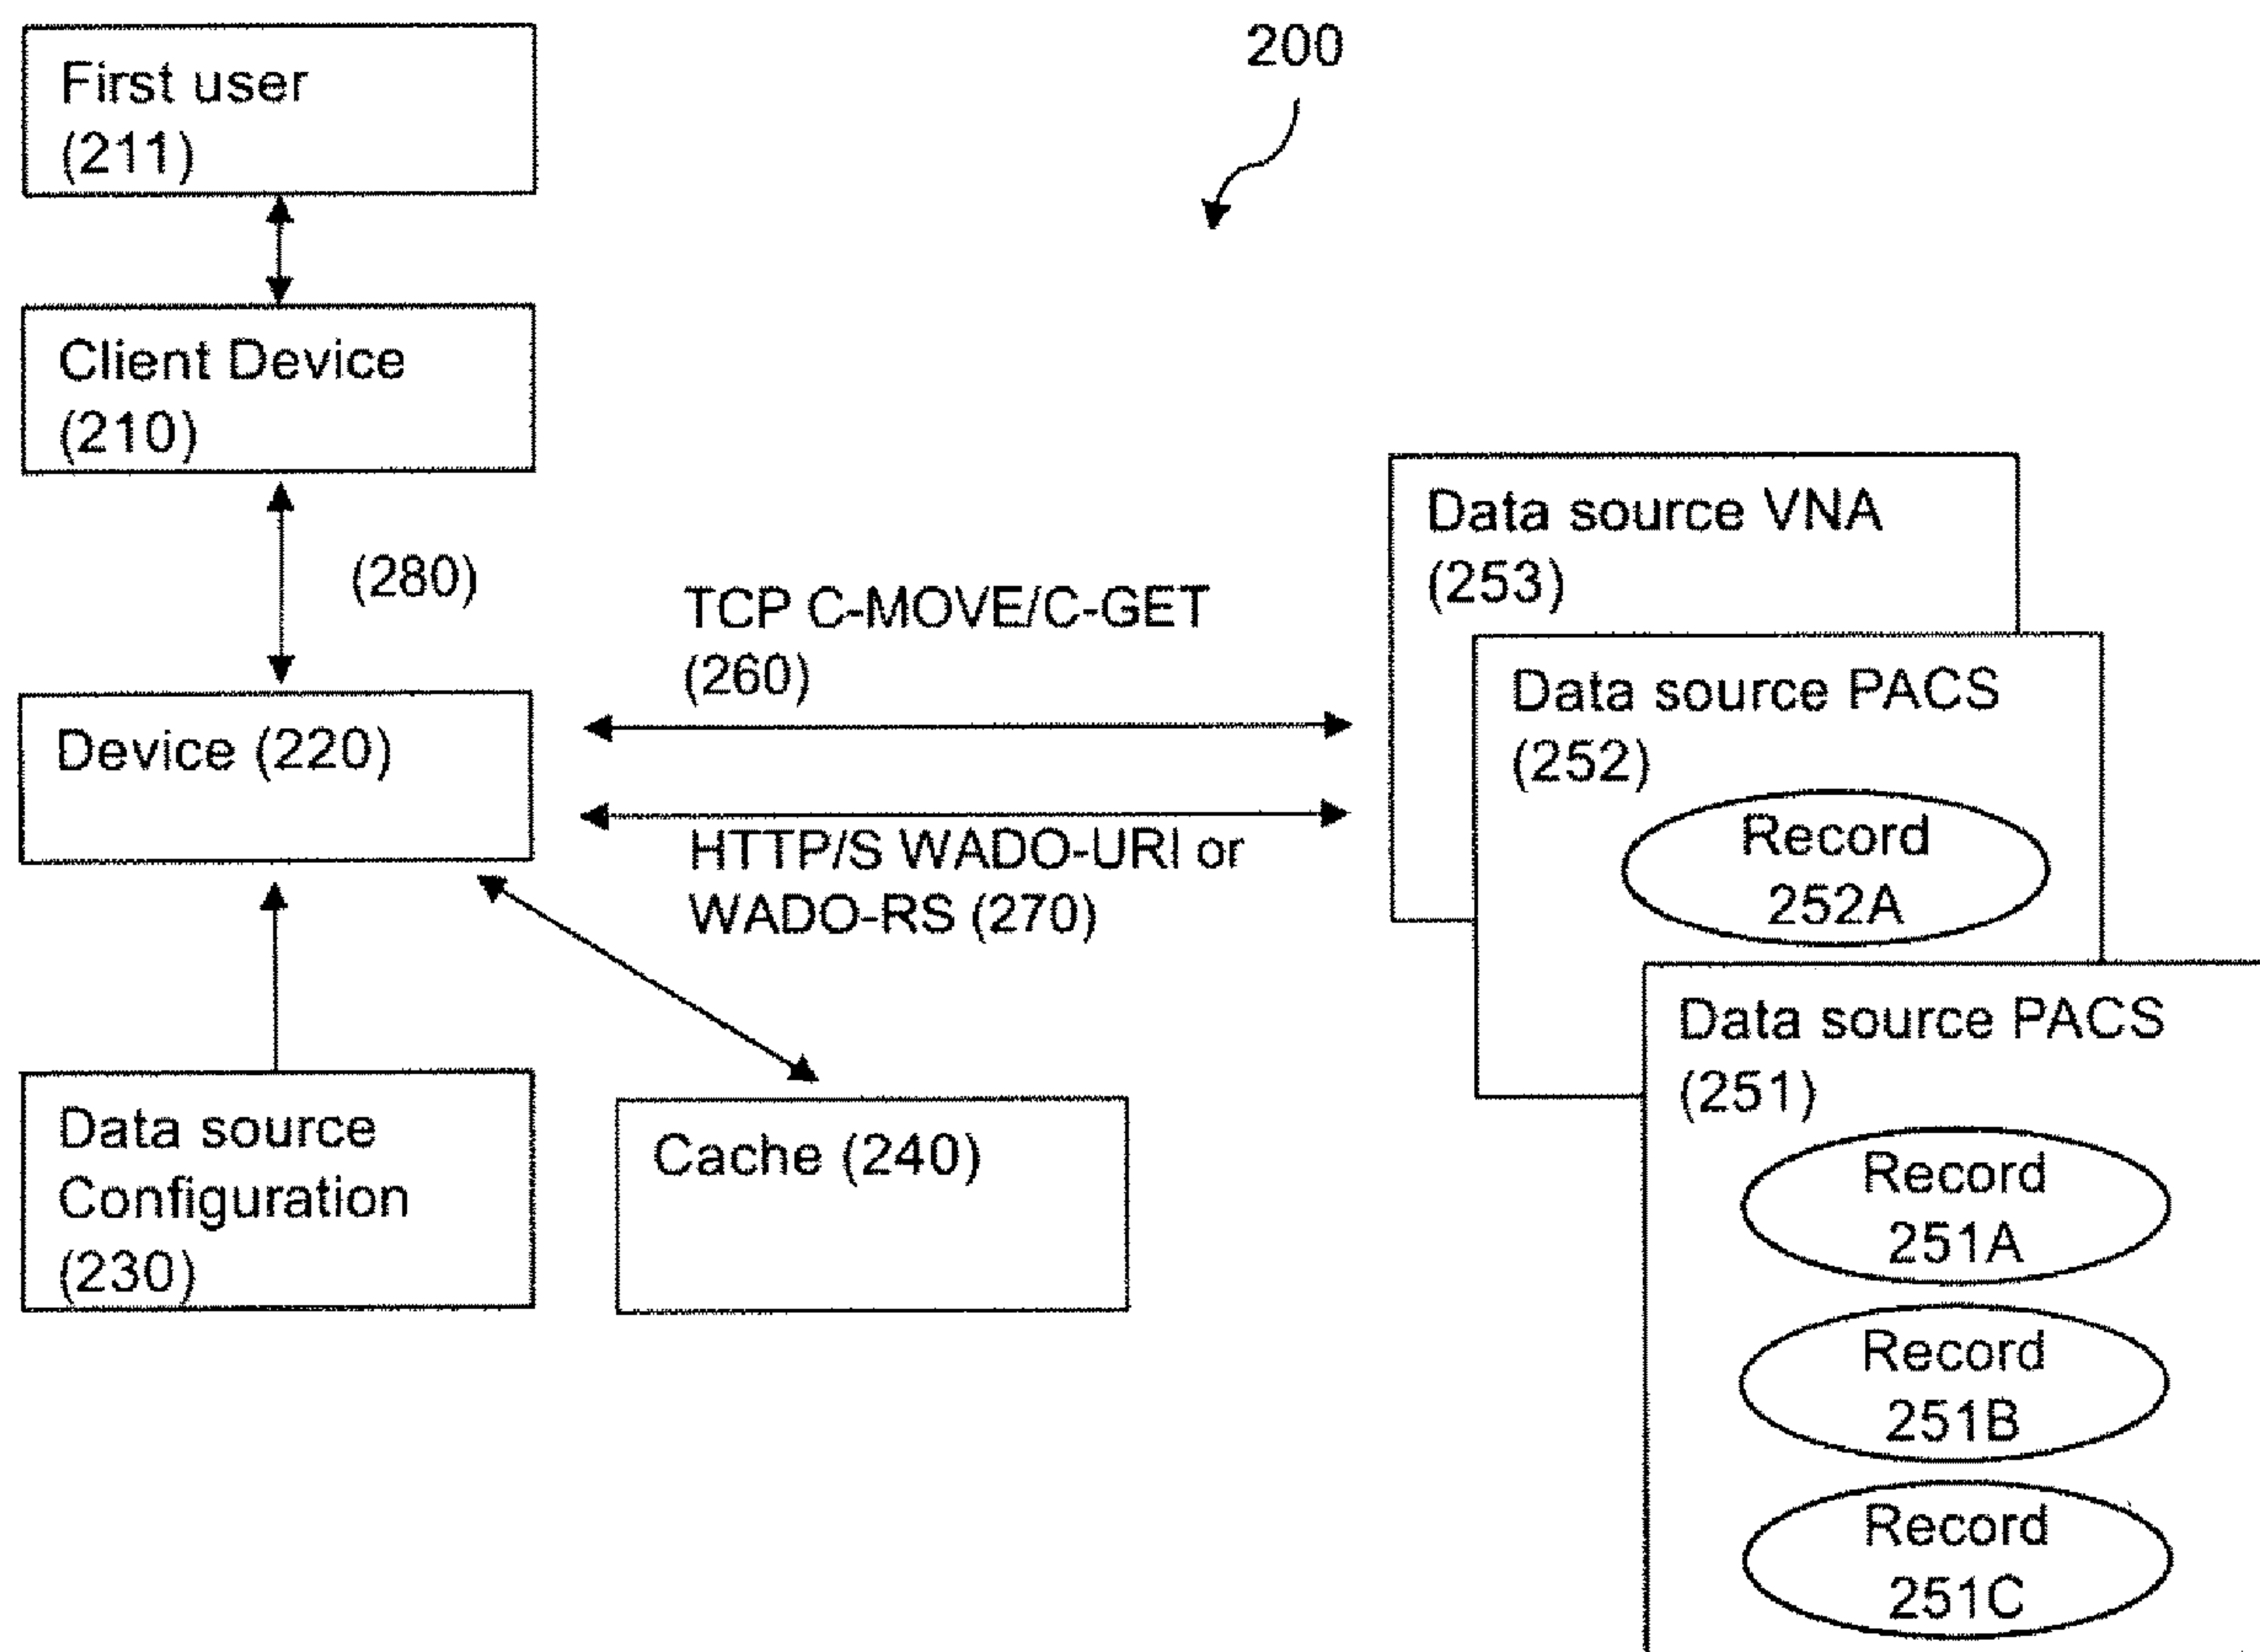 200
First user
(211)
Client Device
(210)
(280)
Device (220)
TCP C-MOVE/C-GET
(260)
HTTP/S WADO-URI or
WADO-RS (270)
Data source
Configuration
(230)
Cache (240)
Data source VNA
(253)
Data source PACS
(252)
Record
252A
Data source PACS
(251)
Record
251A
Record
251B
Record
251C